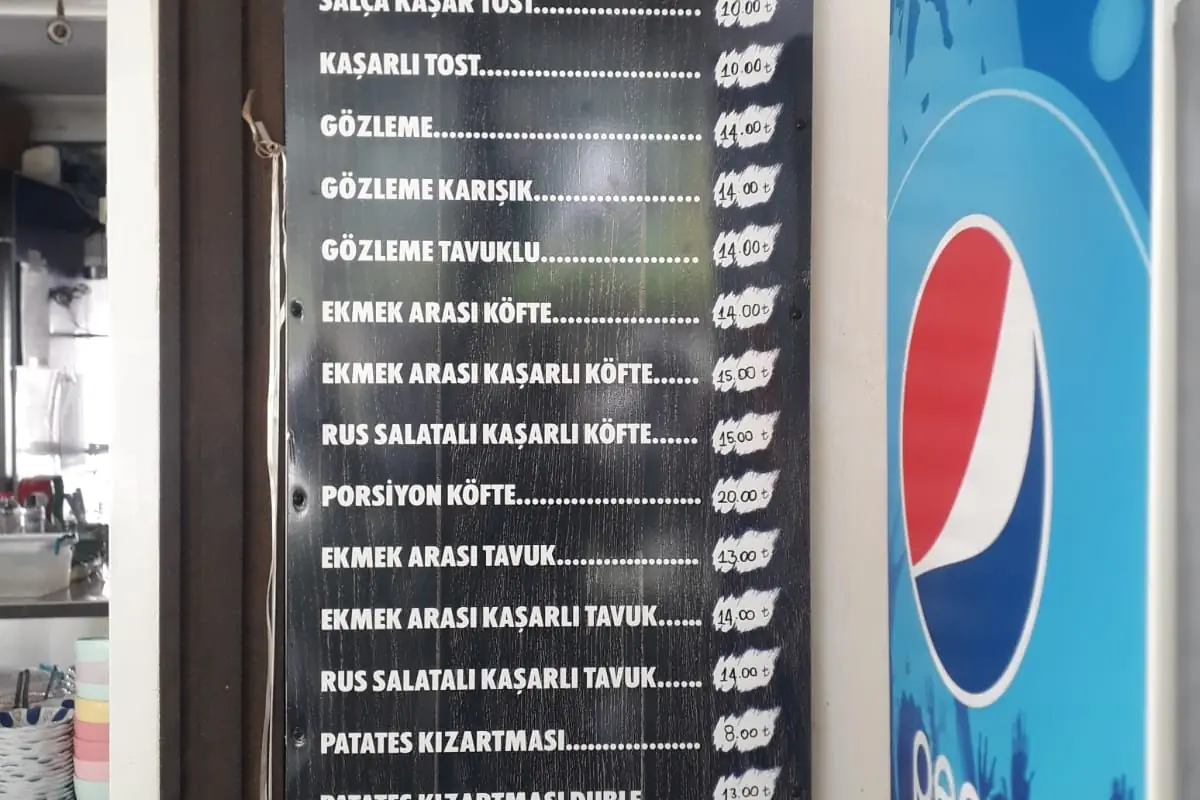 SALÇA KAŞAR TOST.......................... 10.00 ₺
KAŞARLI TOST................................... 10.00 ₺
GÖZLEME.......................................... 14.00 ₺
GÖZLEME KARIŞIK.......................... 14.00 ₺
GÖZLEME TAVUKLU......................... 14.00 ₺
EKMEK ARASI KÖFTE....................... 14.00 ₺
EKMEK ARASI KAŞARLI KÖFTE...... 15.00 ₺
RUS SALATALI KAŞARLI KÖFTE...... 15.00 ₺
PORSİYON KÖFTE............................. 20.00 ₺
EKMEK ARASI TAVUK...................... 13.00 ₺
EKMEK ARASI KAŞARLI TAVUK...... 14.00 ₺
RUS SALATALI KAŞARLI TAVUK...... 14.00 ₺
PATATES KIZARTMASI..................... 8.00 ₺
PATATES KIZARTMASI DUBLE......... 13.00 ₺